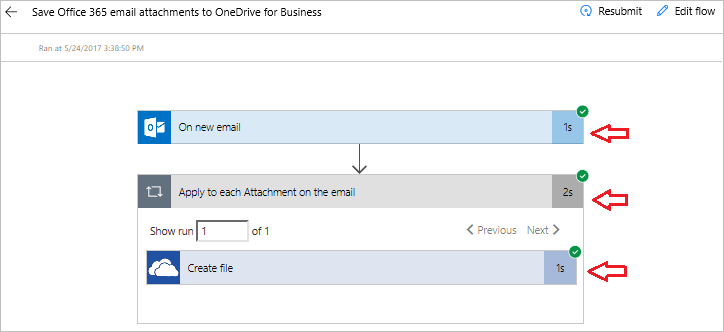 Save Office 365 email attachments to OneDrive for Business
Resubmit
Edit flow
Ran at 5/24/2017 3:38:50 PM
On new email
1s
Apply to each Attachment on the email
2s
Show run 1 of 1
Previous
Next
Create file
1s